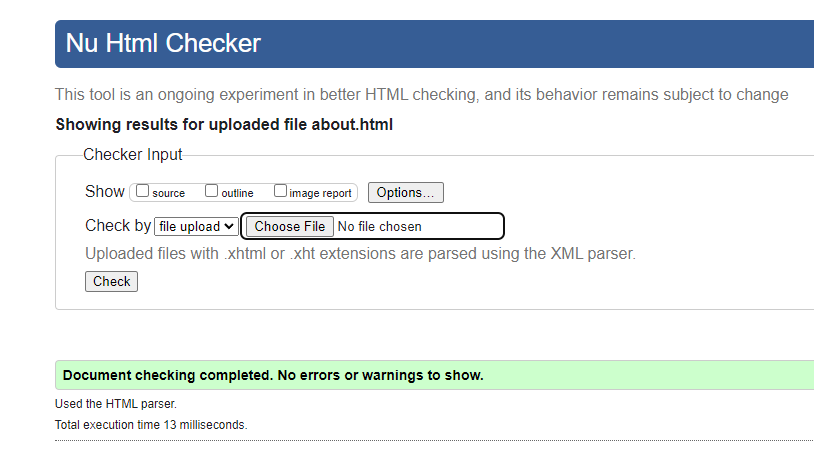 Nu Html Checker
This tool is an ongoing experiment in better HTML checking, and its behavior remains subject to change
Showing results for uploaded file about.html
Checker Input
Show source outline image report Options...
Check by file upload Choose File No file chosen
Uploaded files with .xhtml or .xht extensions are parsed using the XML parser.
Check
Document checking completed. No errors or warnings to show.
Used the HTML parser.
Total execution time 13 milliseconds.